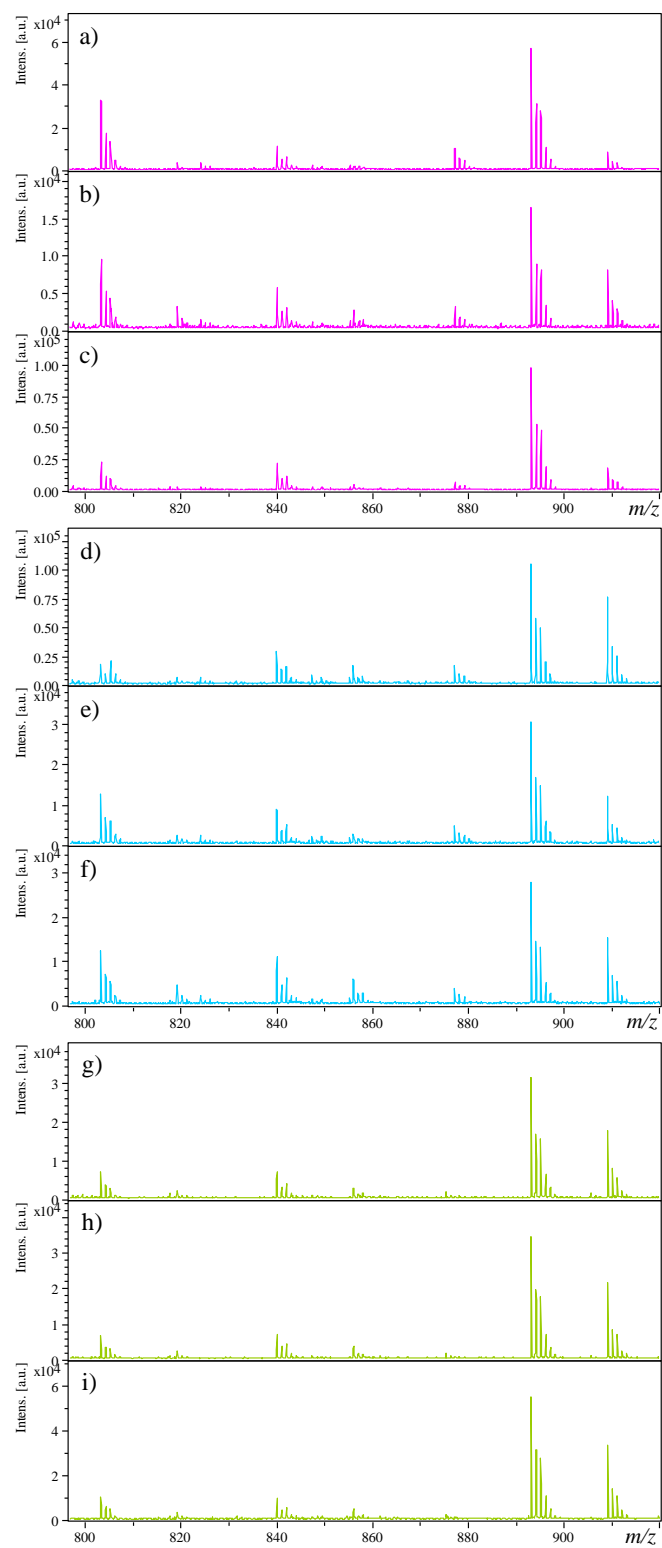 x10⁴
a)
Intens. [a.u.]
6
4
2
0
x10⁴
b)
Intens. [a.u.]
1.5
1.0
0.5
0.0
x10⁵
c)
Intens. [a.u.]
1.00
0.75
0.50
0.25
0.00
800 820 840 860 880 900 m/z
x10⁵
d)
Intens. [a.u.]
1.00
0.75
0.50
0.25
0.00
x10⁴
e)
Intens. [a.u.]
3
2
1
0
x10⁴
f)
Intens. [a.u.]
3
2
1
0
800 820 840 860 880 900 m/z
x10⁴
g)
Intens. [a.u.]
3
2
1
0
x10⁴
h)
Intens. [a.u.]
3
2
1
0
x10⁴
i)
Intens. [a.u.]
6
4
2
0
800 820 840 860 880 900 m/z